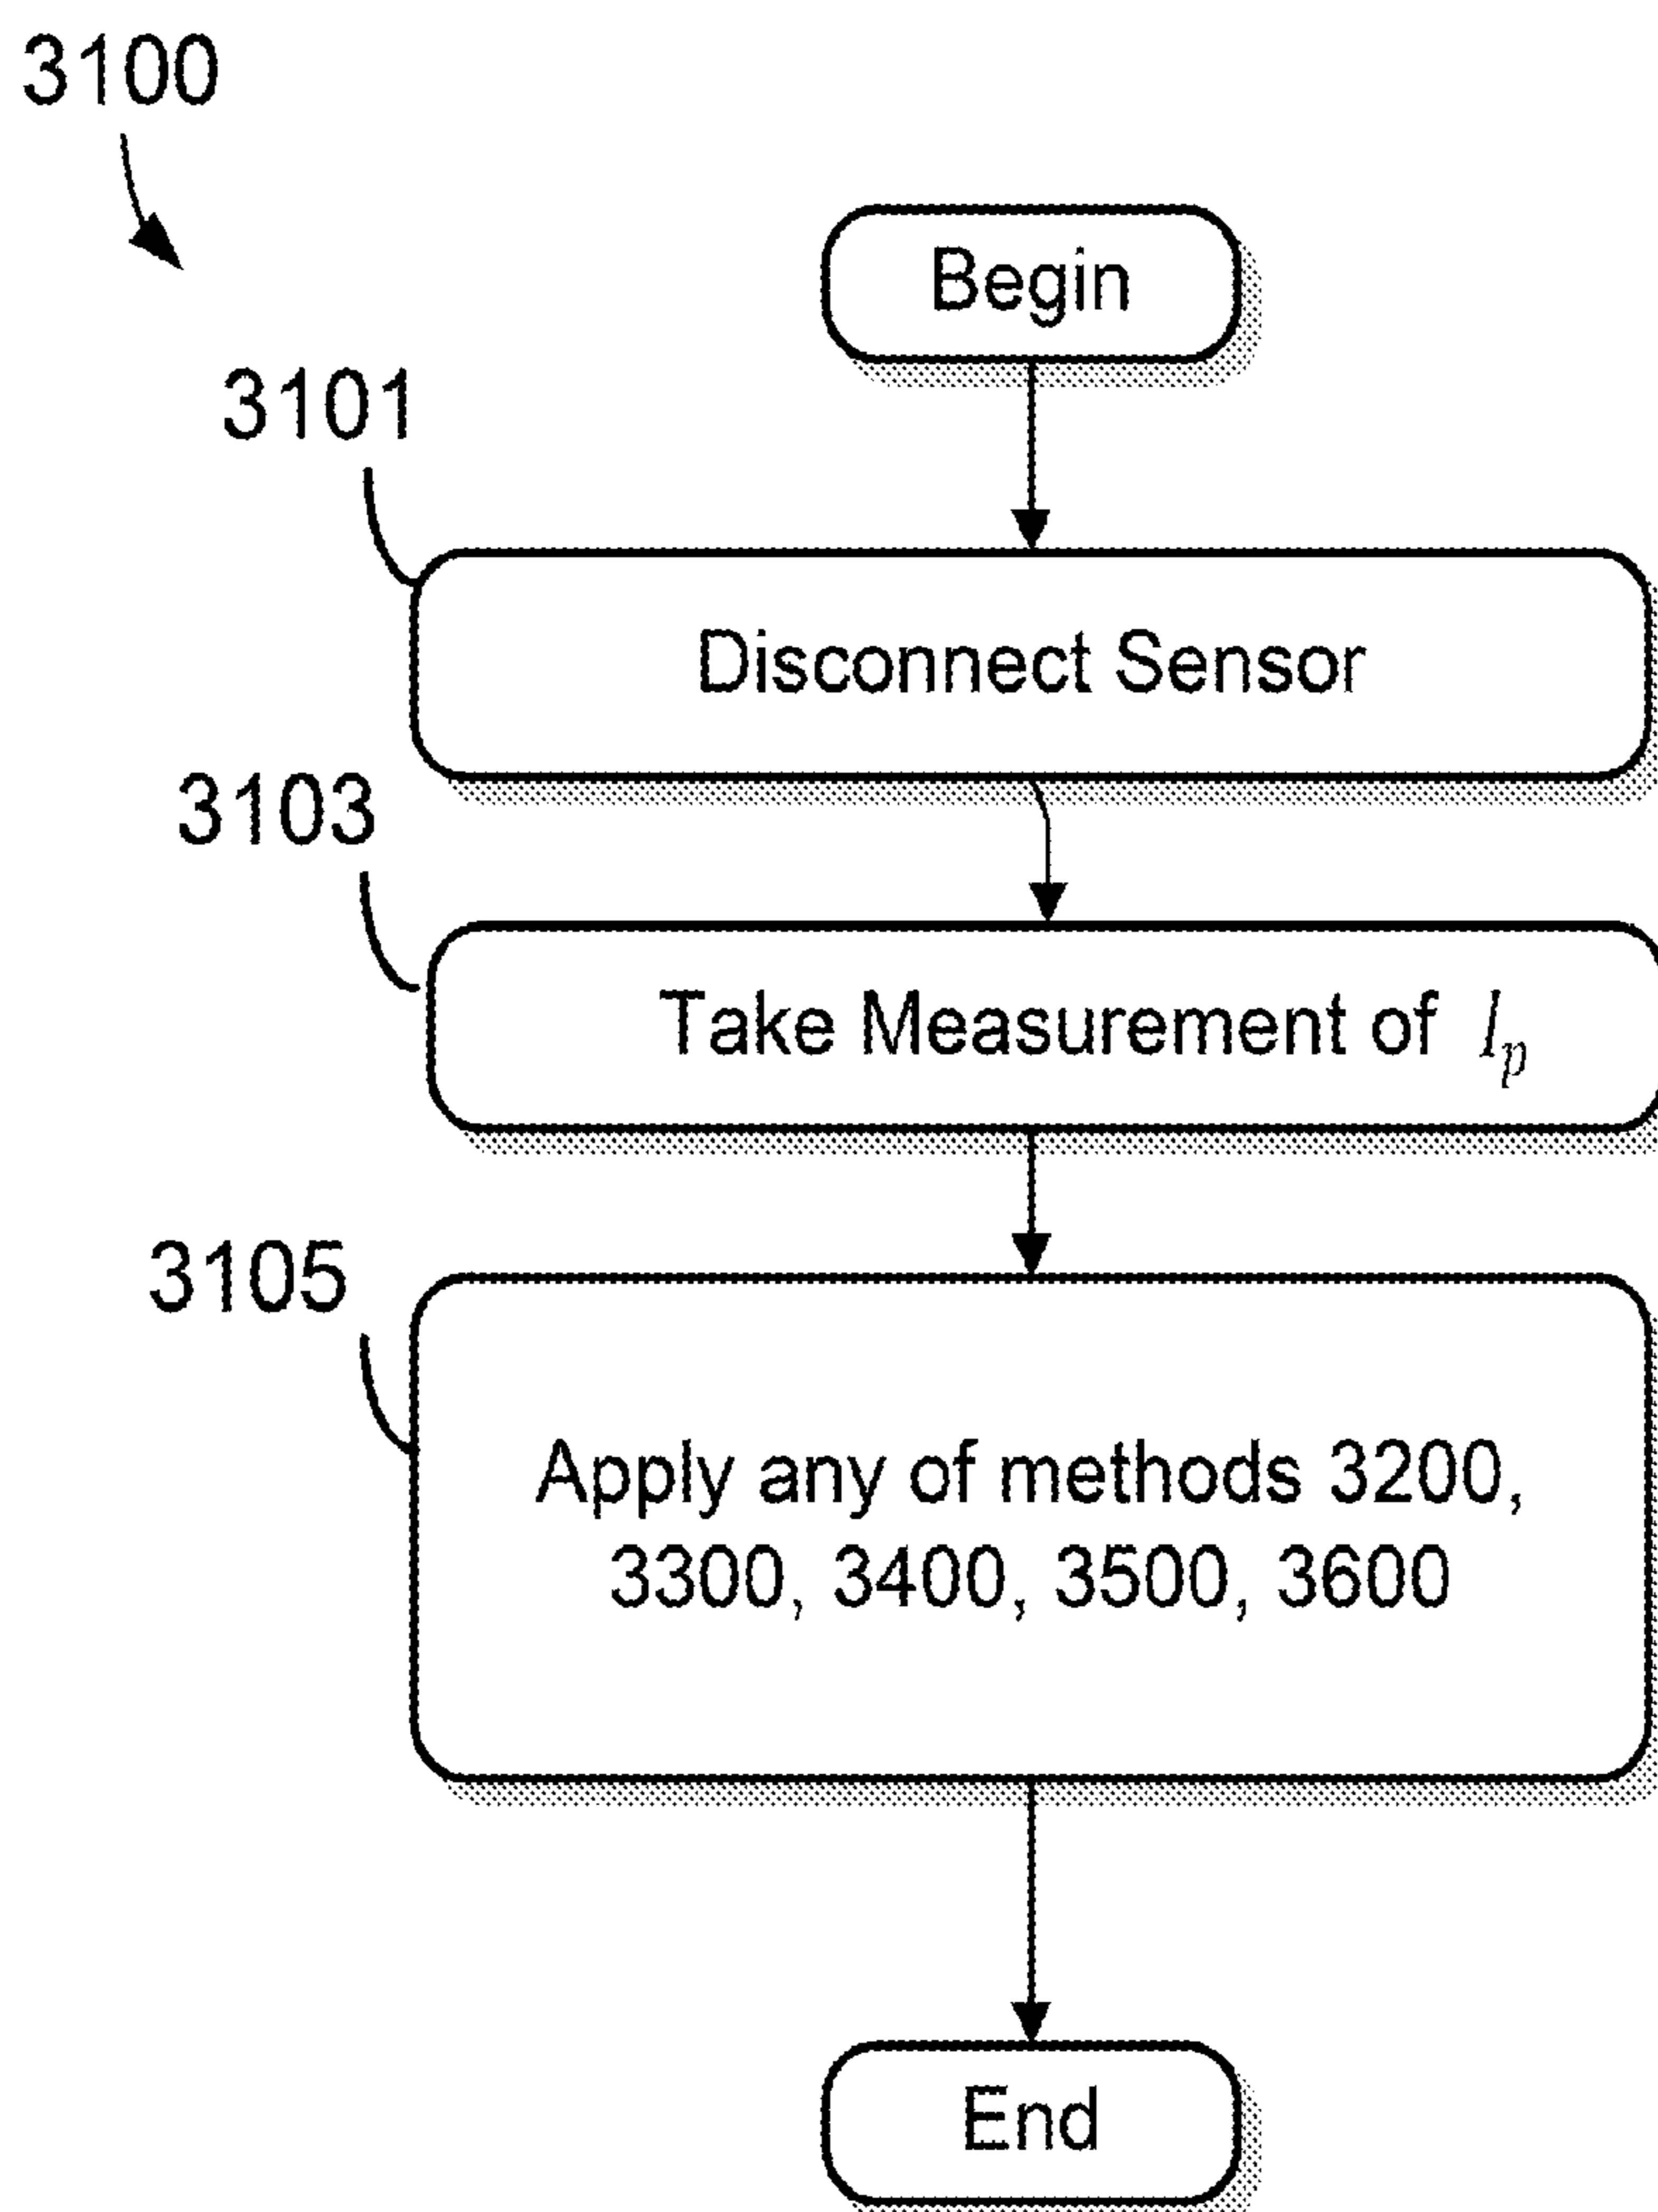 3100
Begin
3101
Disconnect Sensor
3103
Take Measurement of Iₚ
3105
Apply any of methods 3200,
3300, 3400, 3500, 3600
End